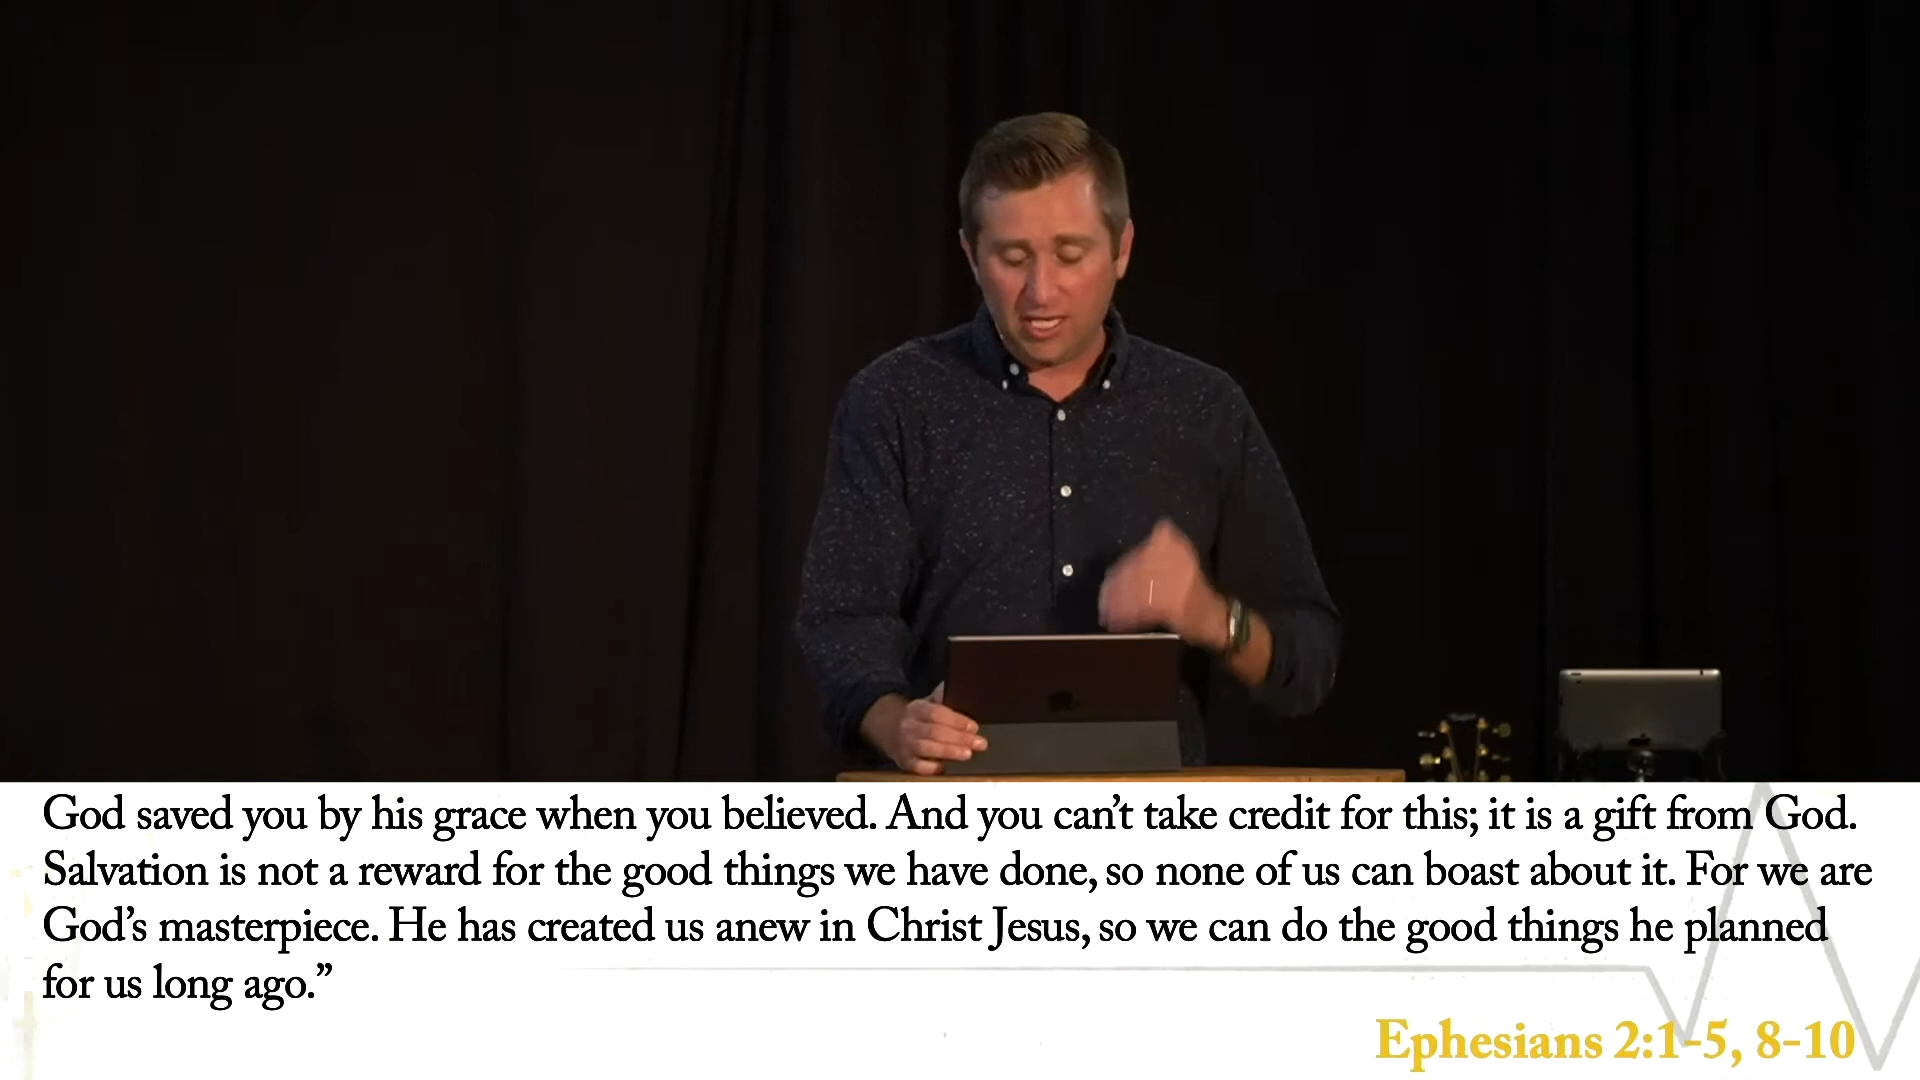 God saved you by his grace when you believed. And you can’t take credit for this; it is a gift from God.
Salvation is not a reward for the good things we have done, so none of us can boast about it. For we are
God’s masterpiece. He has created us anew in Christ Jesus, so we can do the good things he planned
for us long ago.”
Ephesians 2:1-5, 8-10